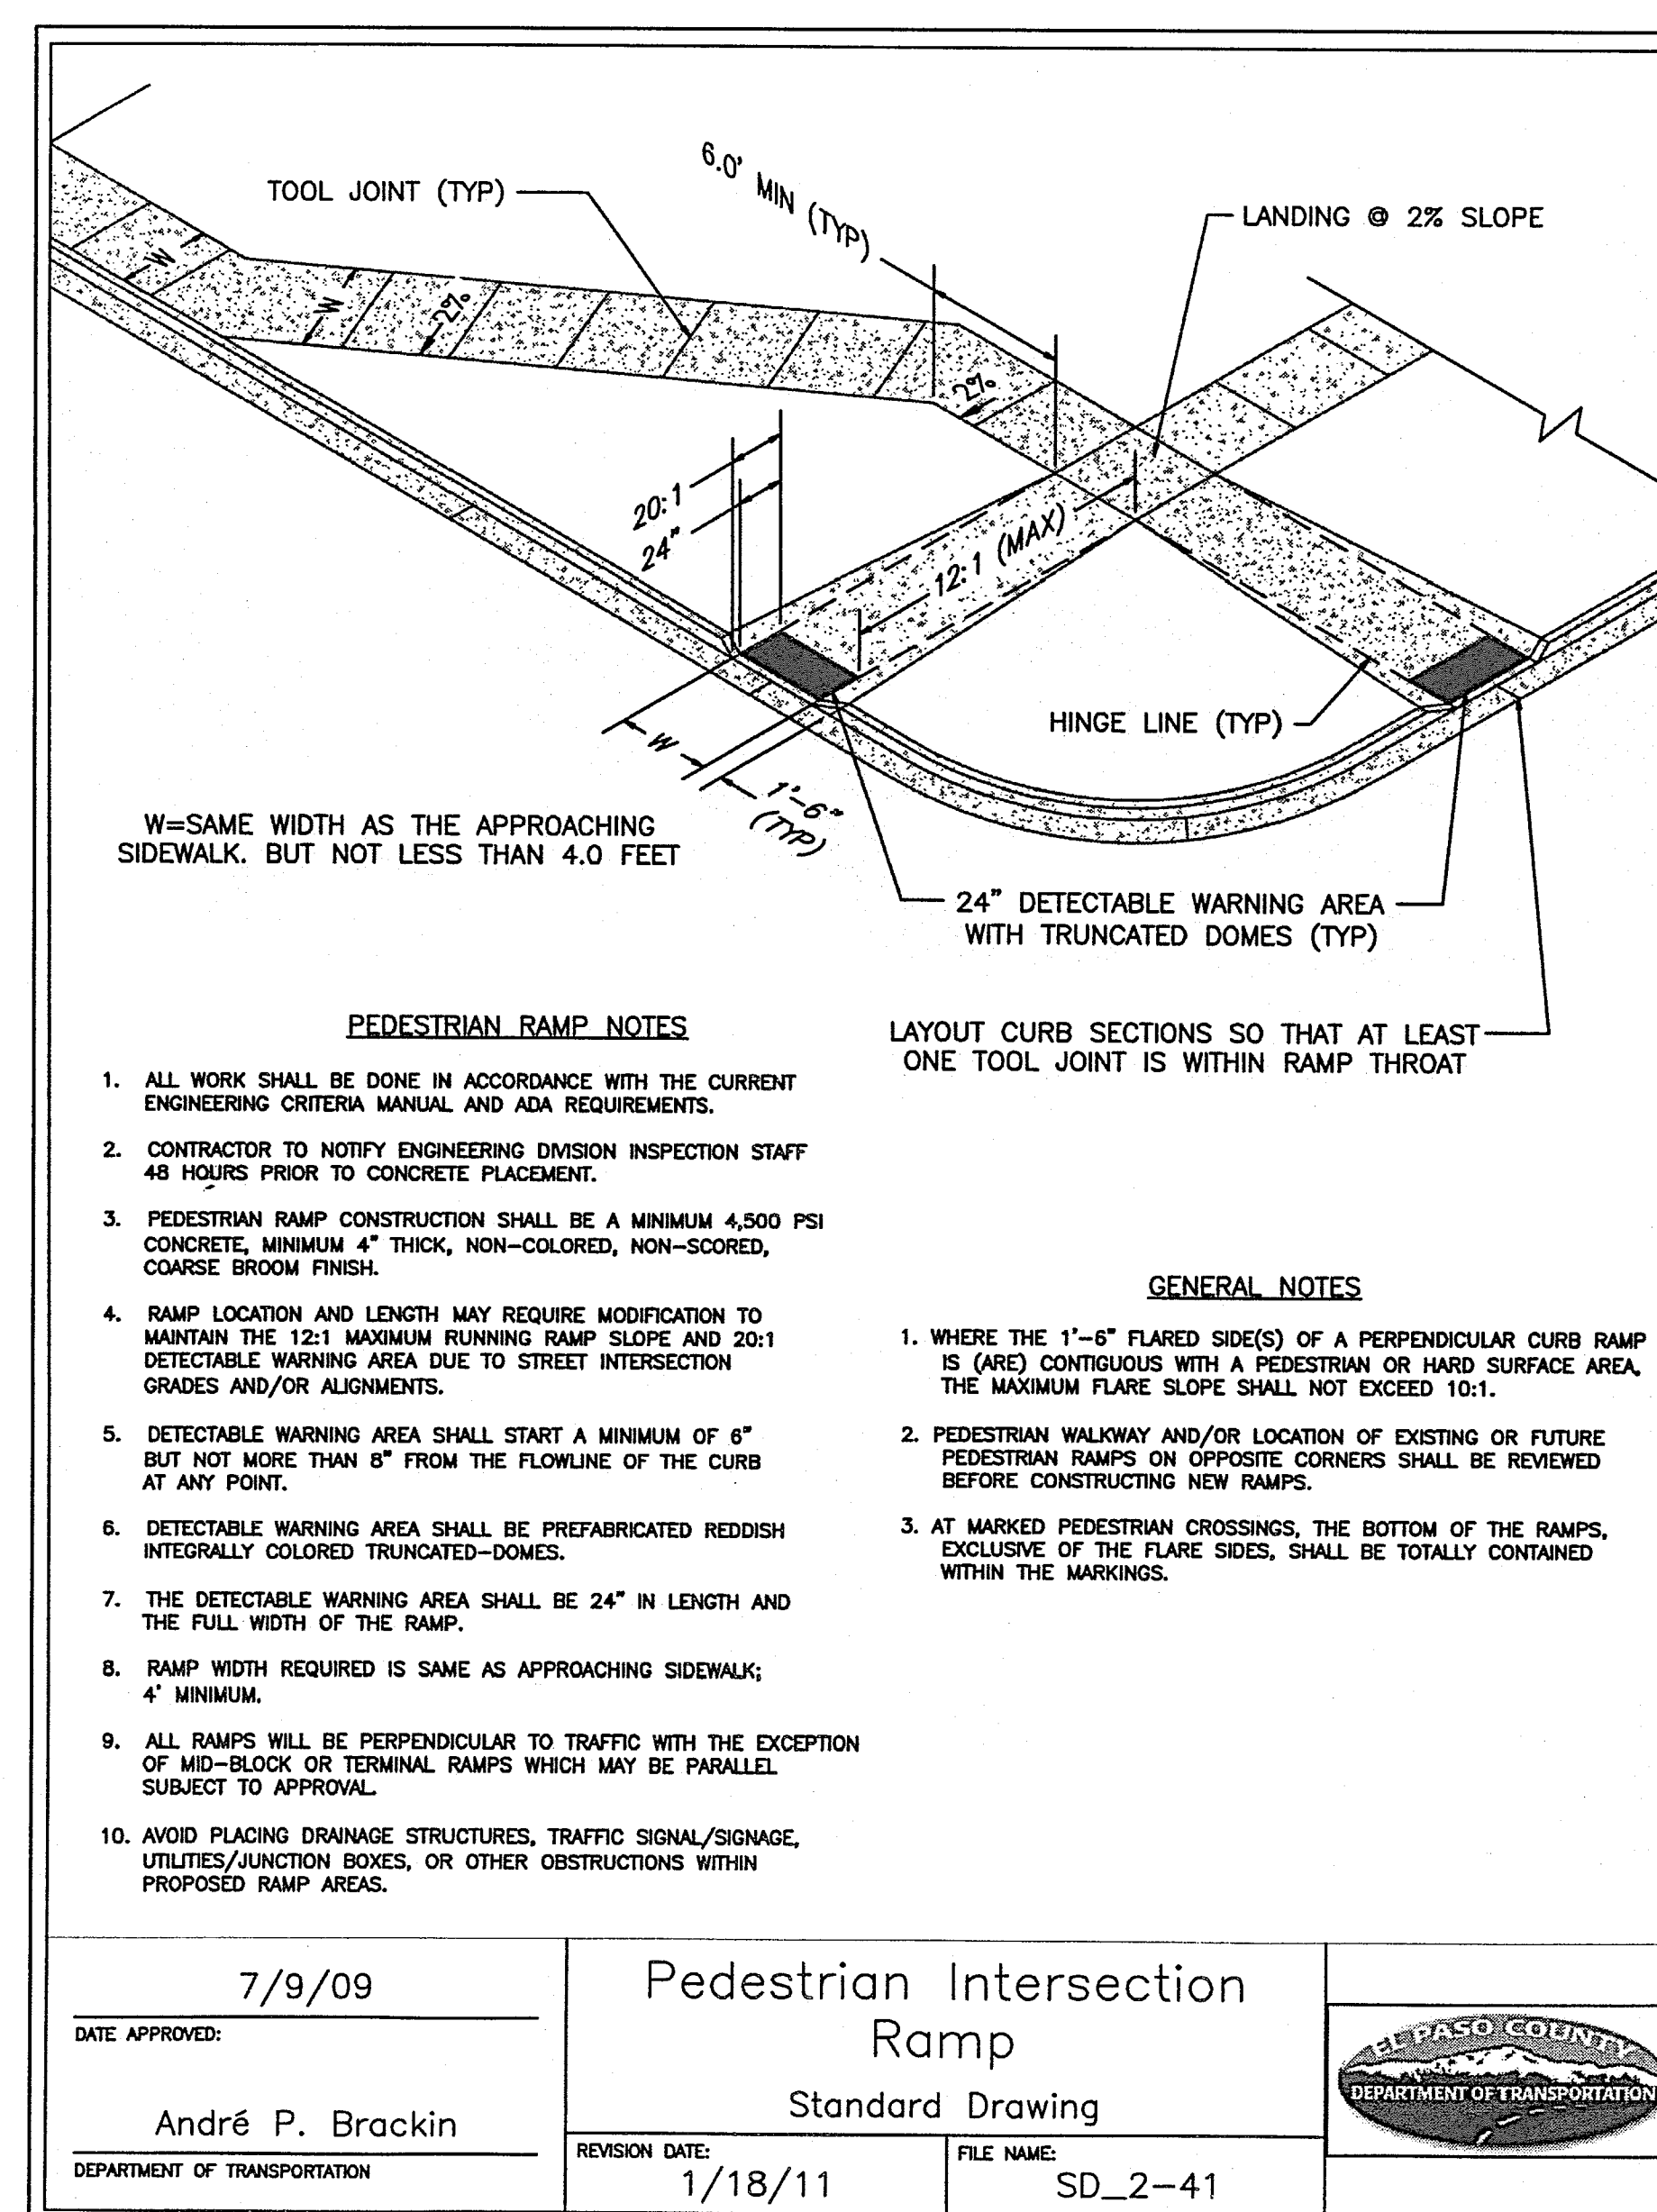 6.0' MIN (TYP)
TOOL JOINT (TYP)
LANDING @ 2% SLOPE
W
W
2%
2%
20:1
24"
12:1 (MAX)
HINGE LINE (TYP)
W
1'-6"
(TYP)
W=SAME WIDTH AS THE APPROACHING
SIDEWALK. BUT NOT LESS THAN 4.0 FEET
24" DETECTABLE WARNING AREA
WITH TRUNCATED DOMES (TYP)
LAYOUT CURB SECTIONS SO THAT AT LEAST
ONE TOOL JOINT IS WITHIN RAMP THROAT
PEDESTRIAN RAMP NOTES
1. ALL WORK SHALL BE DONE IN ACCORDANCE WITH THE CURRENT
ENGINEERING CRITERIA MANUAL AND ADA REQUIREMENTS.
2. CONTRACTOR TO NOTIFY ENGINEERING DIVISION INSPECTION STAFF
48 HOURS PRIOR TO CONCRETE PLACEMENT.
3. PEDESTRIAN RAMP CONSTRUCTION SHALL BE A MINIMUM 4,500 PSI
CONCRETE, MINIMUM 4" THICK, NON-COLORED, NON-SCORED,
COARSE BROOM FINISH.
4. RAMP LOCATION AND LENGTH MAY REQUIRE MODIFICATION TO
MAINTAIN THE 12:1 MAXIMUM RUNNING RAMP SLOPE AND 20:1
DETECTABLE WARNING AREA DUE TO STREET INTERSECTION
GRADES AND/OR ALIGNMENTS.
5. DETECTABLE WARNING AREA SHALL START A MINIMUM OF 6"
BUT NOT MORE THAN 8" FROM THE FLOWLINE OF THE CURB
AT ANY POINT.
6. DETECTABLE WARNING AREA SHALL BE PREFABRICATED REDDISH
INTEGRALLY COLORED TRUNCATED-DOMES.
7. THE DETECTABLE WARNING AREA SHALL BE 24" IN LENGTH AND
THE FULL WIDTH OF THE RAMP.
8. RAMP WIDTH REQUIRED IS SAME AS APPROACHING SIDEWALK;
4' MINIMUM.
9. ALL RAMPS WILL BE PERPENDICULAR TO TRAFFIC WITH THE EXCEPTION
OF MID-BLOCK OR TERMINAL RAMPS WHICH MAY BE PARALLEL
SUBJECT TO APPROVAL.
10. AVOID PLACING DRAINAGE STRUCTURES, TRAFFIC SIGNAL/SIGNAGE,
UTILITIES/JUNCTION BOXES, OR OTHER OBSTRUCTIONS WITHIN
PROPOSED RAMP AREAS.
GENERAL NOTES
1. WHERE THE 1'-6" FLARED SIDE(S) OF A PERPENDICULAR CURB RAMP
IS (ARE) CONTIGUOUS WITH A PEDESTRIAN OR HARD SURFACE AREA,
THE MAXIMUM FLARE SLOPE SHALL NOT EXCEED 10:1.
2. PEDESTRIAN WALKWAY AND/OR LOCATION OF EXISTING OR FUTURE
PEDESTRIAN RAMPS ON OPPOSITE CORNERS SHALL BE REVIEWED
BEFORE CONSTRUCTING NEW RAMPS.
3. AT MARKED PEDESTRIAN CROSSINGS, THE BOTTOM OF THE RAMPS,
EXCLUSIVE OF THE FLARE SIDES, SHALL BE TOTALLY CONTAINED
WITHIN THE MARKINGS.
7/9/09
DATE APPROVED:
André P. Brackin
DEPARTMENT OF TRANSPORTATION
Pedestrian Intersection
Ramp
Standard Drawing
REVISION DATE:
1/18/11
FILE NAME:
SD_2-41
EL PASO COUNTY
DEPARTMENT OF TRANSPORTATION